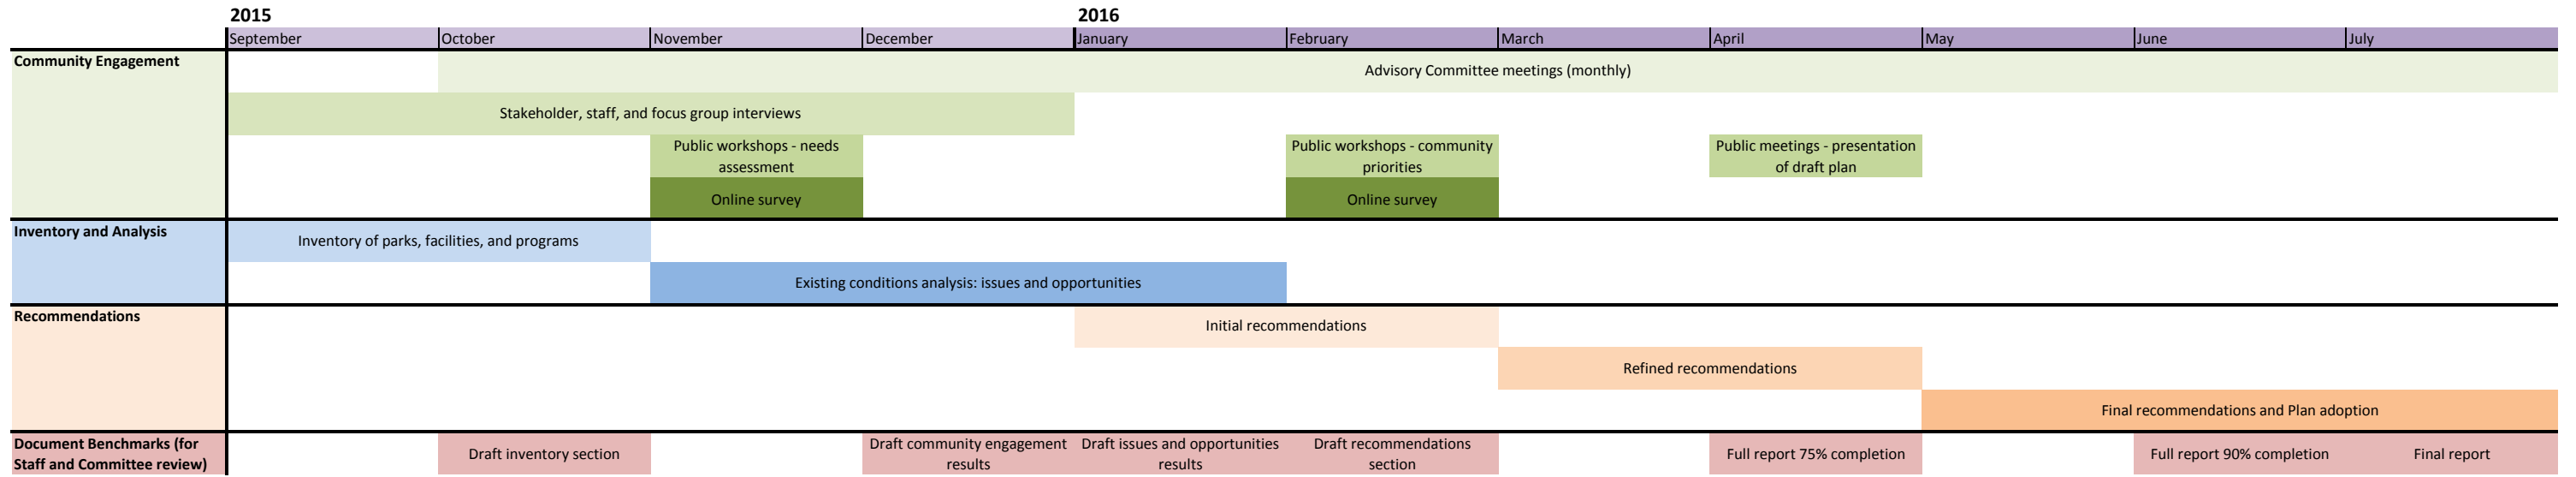 2015
2016
September
October
November
December
January
February
March
April
May
June
July
Community Engagement
Advisory Committee meetings (monthly)
Stakeholder, staff, and focus group interviews
Public workshops - needs
assessment
Public workshops - community
priorities
Public meetings - presentation
of draft plan
Online survey
Online survey
Inventory and Analysis
Inventory of parks, facilities, and programs
Existing conditions analysis: issues and opportunities
Recommendations
Initial recommendations
Refined recommendations
Final recommendations and Plan adoption
Document Benchmarks (for
Staff and Committee review)
Draft inventory section
Draft community engagement
results
Draft issues and opportunities
results
Draft recommendations
section
Full report 75% completion
Full report 90% completion
Final report